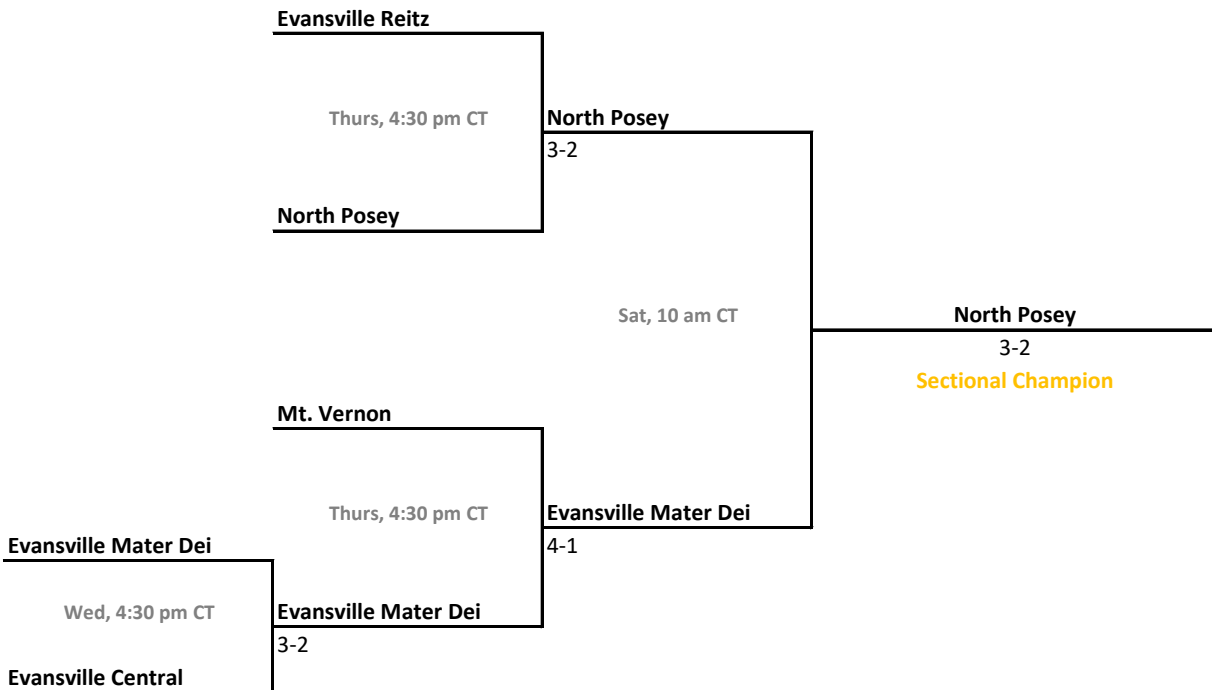 Evansville Reitz
Thurs, 4:30 pm CT
North Posey
3-2
North Posey
Sat, 10 am CT
North Posey
3-2
Sectional Champion
Mt. Vernon
Thurs, 4:30 pm CT
Evansville Mater Dei
4-1
Evansville Mater Dei
Wed, 4:30 pm CT
Evansville Mater Dei
3-2
Evansville Central